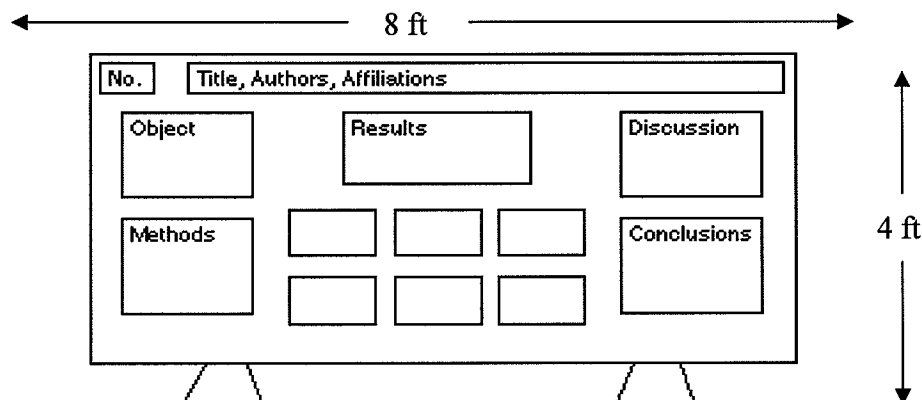 8 ft
No.
Title, Authors, Affiliations
Object
Results
Discussion
Methods
Conclusions
4 ft